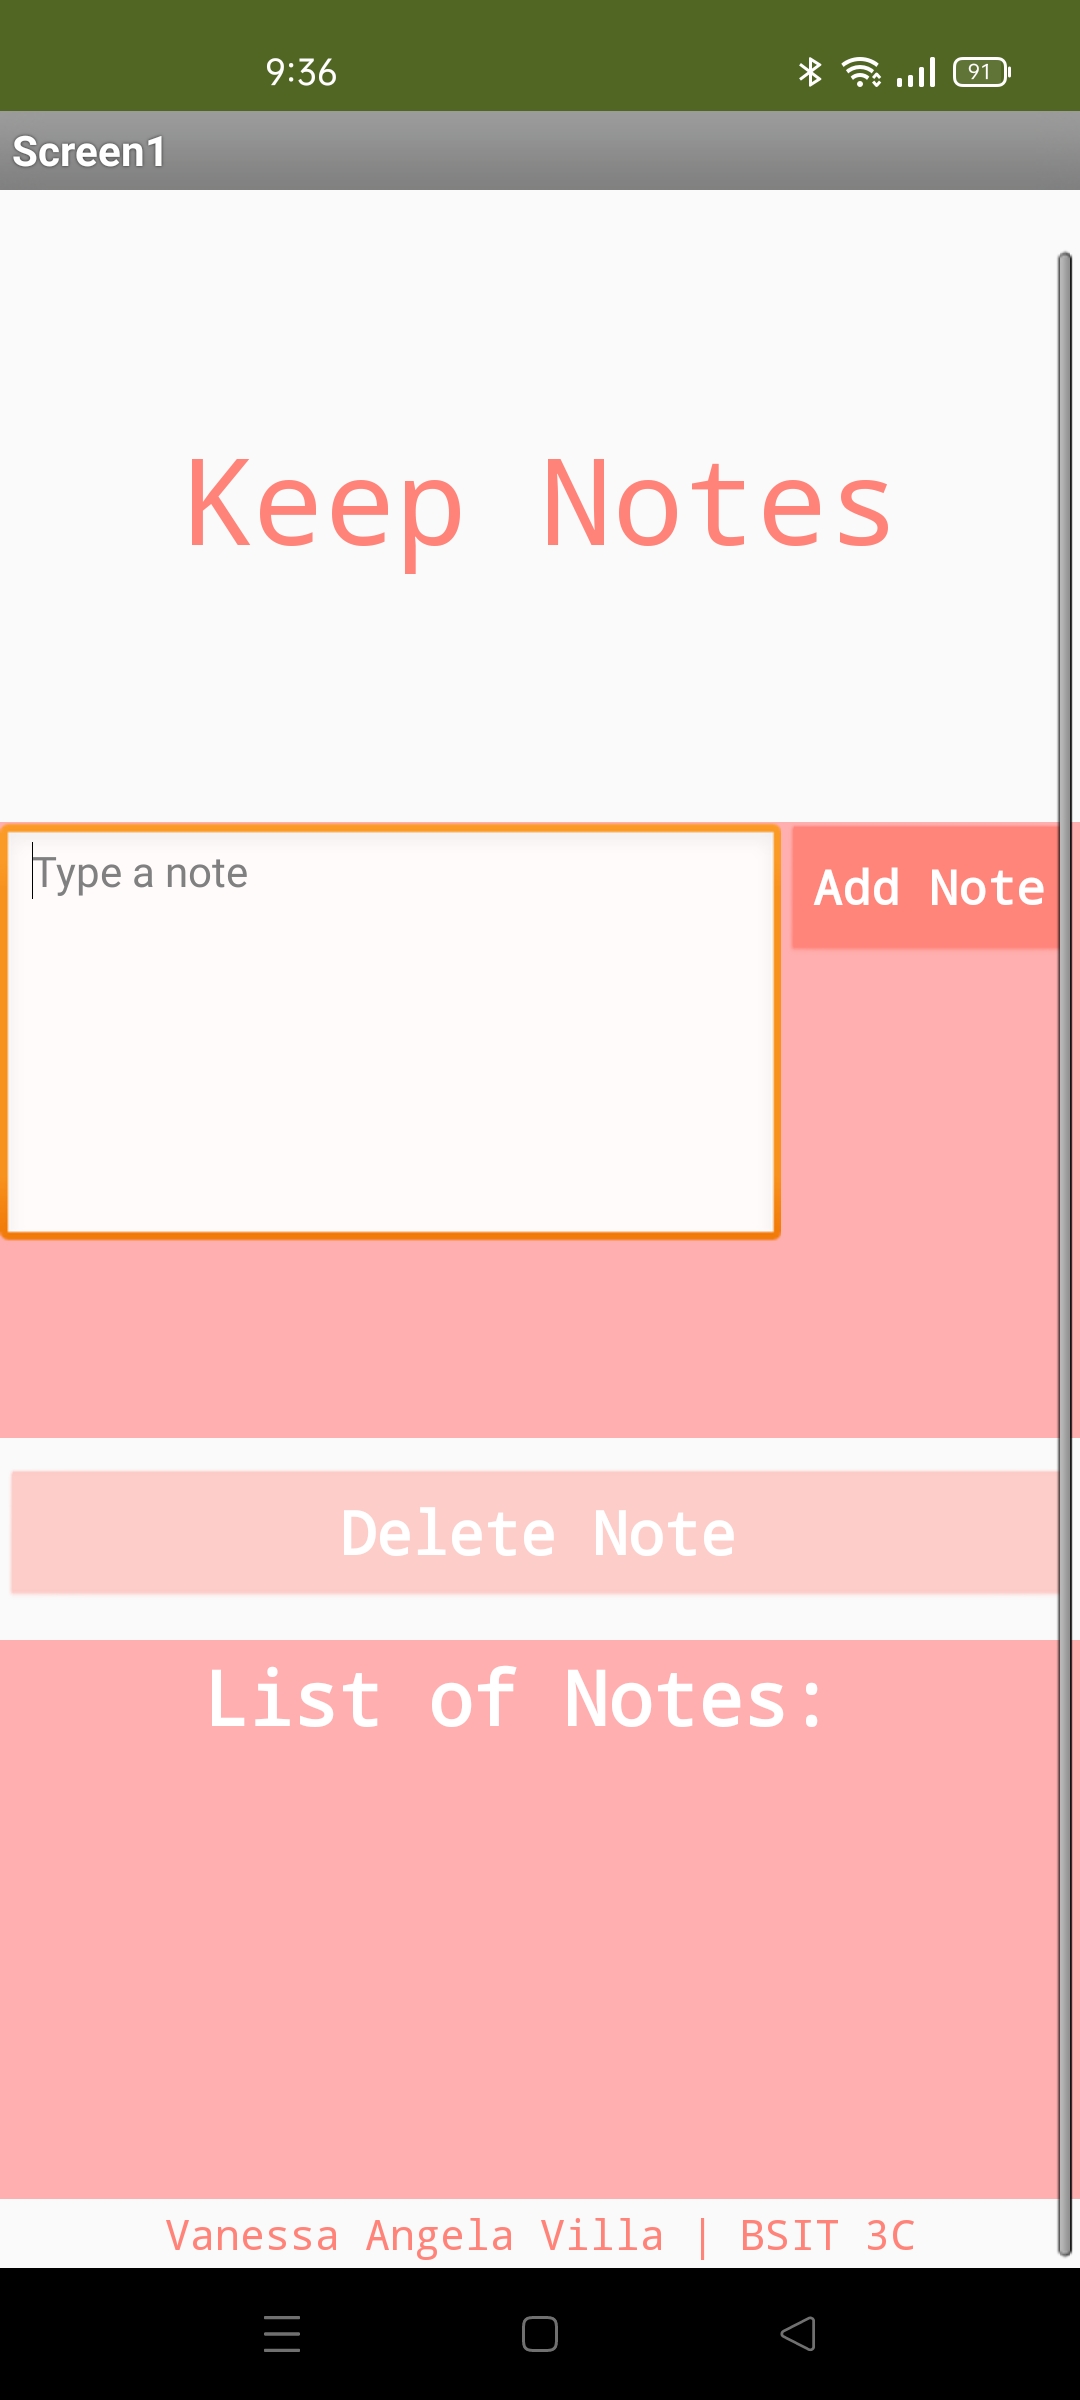 9:36
91
Screen1
Keep Notes
Type a note
Add Note
Delete Note
List of Notes:
Vanessa Angela Villa | BSIT 3C